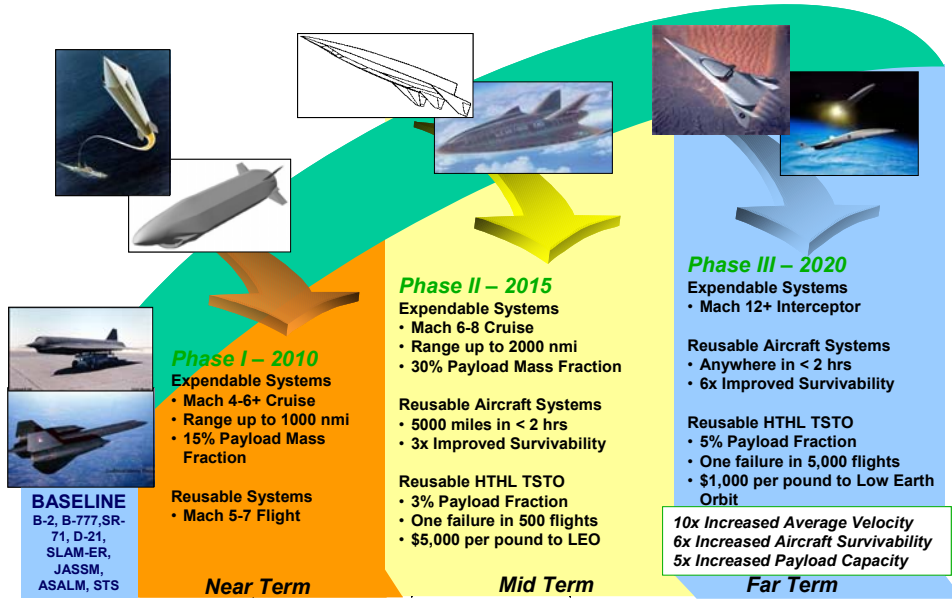 BASELINE
B-2, B-777,SR-
71, D-21,
SLAM-ER,
JASSM,
ASALM, STS
Phase I – 2010
Expendable Systems
• Mach 4-6+ Cruise
• Range up to 1000 nmi
• 15% Payload Mass
Fraction
Reusable Systems
• Mach 5-7 Flight
Near Term
Phase II – 2015
Expendable Systems
• Mach 6-8 Cruise
• Range up to 2000 nmi
• 30% Payload Mass Fraction
Reusable Aircraft Systems
• 5000 miles in < 2 hrs
• 3x Improved Survivability
Reusable HTHL TSTO
• 3% Payload Fraction
• One failure in 500 flights
• $5,000 per pound to LEO
Mid Term
Phase III – 2020
Expendable Systems
• Mach 12+ Interceptor
Reusable Aircraft Systems
• Anywhere in < 2 hrs
• 6x Improved Survivability
Reusable HTHL TSTO
• 5% Payload Fraction
• One failure in 5,000 flights
• $1,000 per pound to Low Earth
Orbit
10x Increased Average Velocity
6x Increased Aircraft Survivability
5x Increased Payload Capacity
Far Term